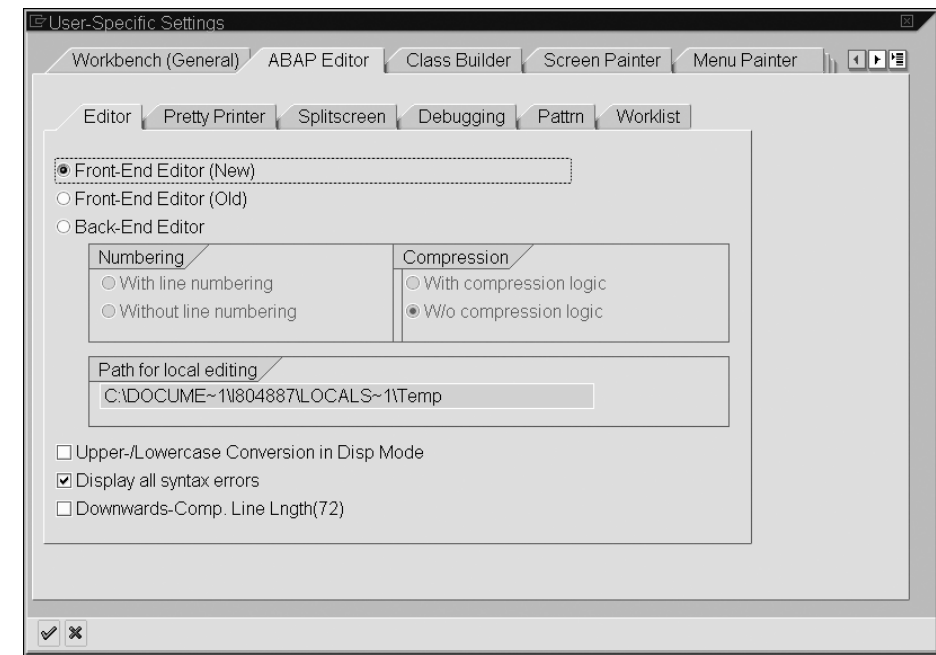 User-Specific Settings
Workbench (General) ABAP Editor Class Builder Screen Painter Menu Painter
Editor Pretty Printer Splitscreen Debugging Pattrn Worklist
Front-End Editor (New)
Front-End Editor (Old)
Back-End Editor
Numbering Compression
With line numbering With compression logic
Without line numbering W/o compression logic
Path for local editing
C:\DOCUME~1\I804887\LOCALS~1\Temp
Upper-/Lowercase Conversion in Disp Mode
Display all syntax errors
Downwards-Comp. Line Lngth(72)